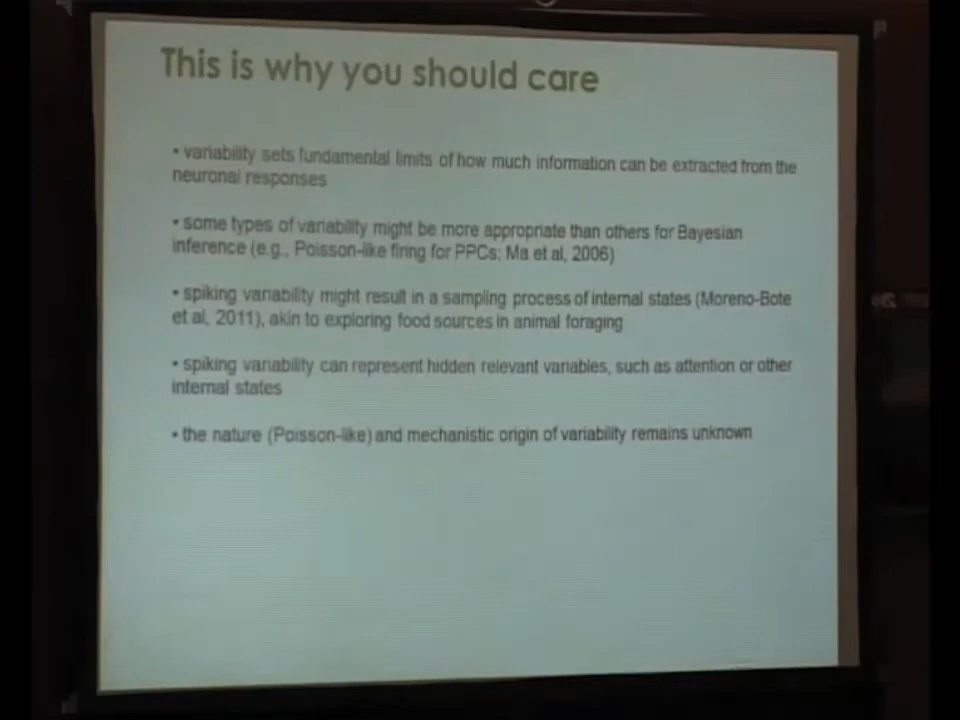 This is why you should care
• variability sets fundamental limits of how much information can be extracted from the
neuronal responses
• some types of variability might be more appropriate than others for Bayesian
inference (e.g., Poisson-like firing for PPCs; Ma et al, 2006)
• spiking variability might result in a sampling process of internal states (Moreno-Bote
et al, 2011), akin to exploring food sources in animal foraging
• spiking variability can represent hidden relevant variables, such as attention or other
internal states
• the nature (Poisson-like) and mechanistic origin of variability remains unknown